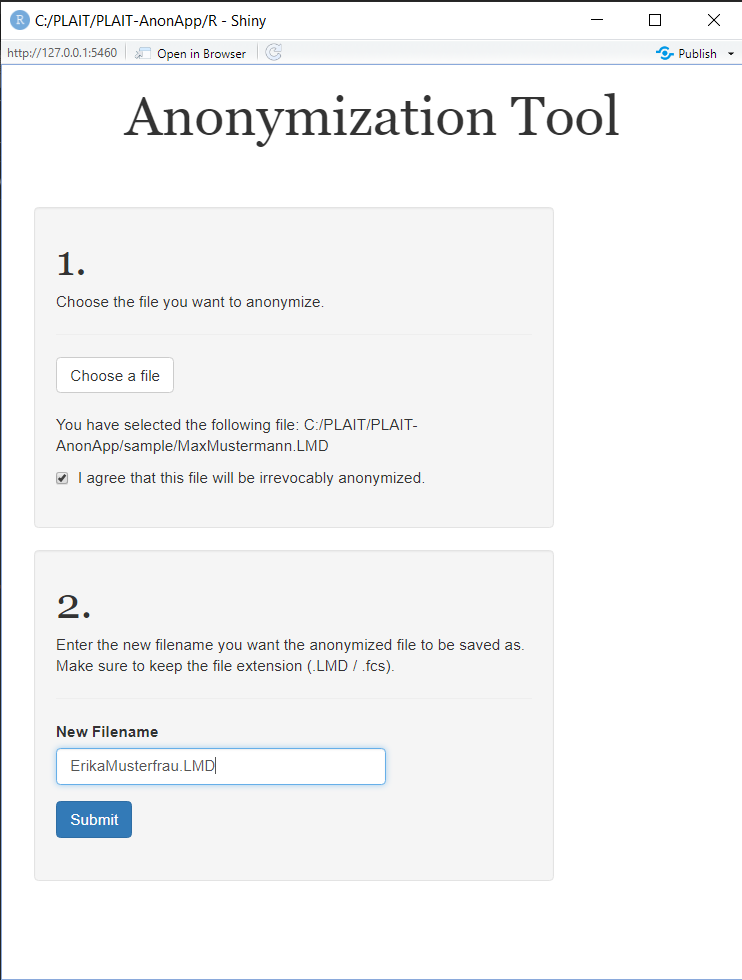 C:/PLAIT/PLAIT-AnonApp/R - Shiny
http://127.0.0.1:5460 Open in Browser Publish
Anonymization Tool
1.
Choose the file you want to anonymize.
Choose a file
You have selected the following file: C:/PLAIT/PLAIT-
AnonApp/sample/MaxMustermann.LMD
I agree that this file will be irrevocably anonymized.
2.
Enter the new filename you want the anonymized file to be saved as.
Make sure to keep the file extension (.LMD / .fcs).
New Filename
ErikaMusterfrau.LMD
Submit